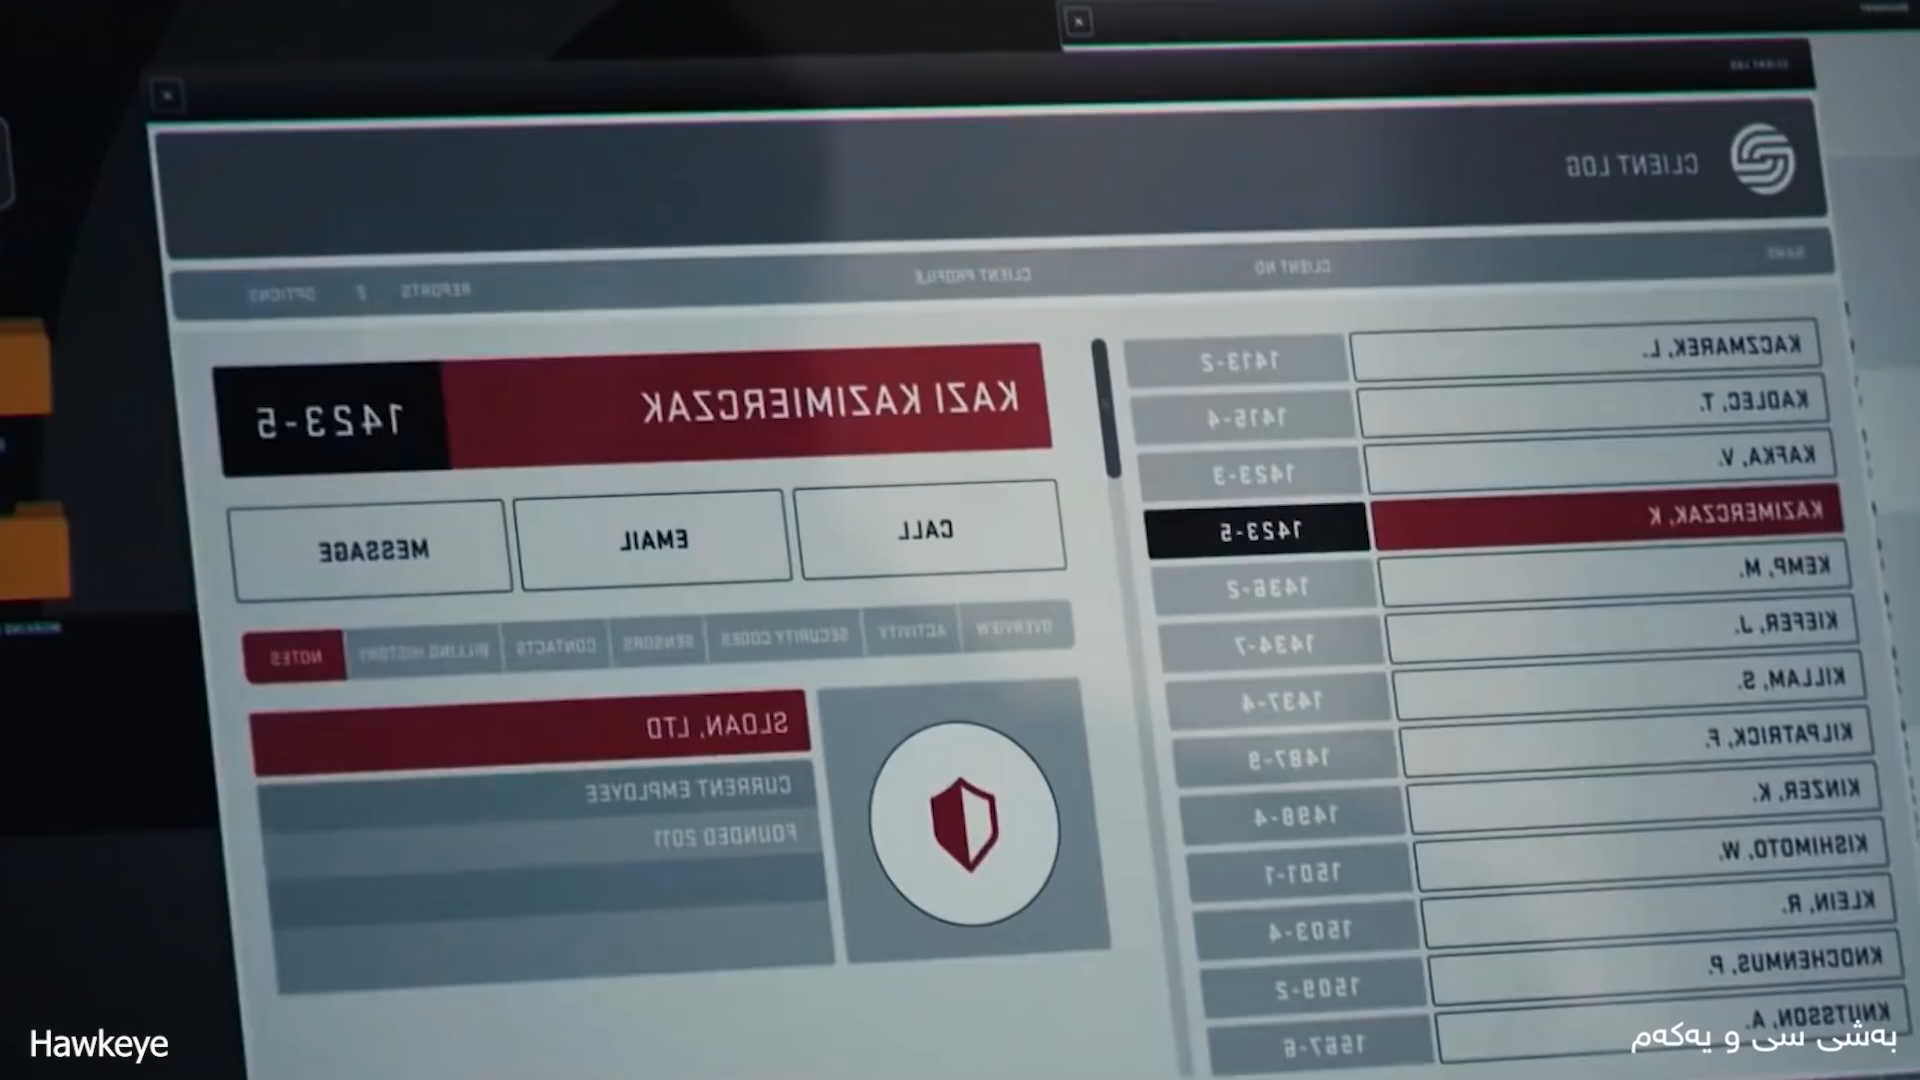 CLIENT LOG
CLIENT LOG
NAME
CLIENT NO
CLIENT PROFILE
REPORTS
OPTIONS
KACZMAREK, L. 1413-2
KADLEC, T. 1415-4
KAFKA, V. 1423-3
KAZIMIERCZAK, K 1423-5
KEMP, M. 1436-2
KIEFER, J. 1434-7
KILLAM, S. 1437-4
KILPATRICK, F. 1487-9
KINZER, K. 1498-4
KISHIMOTO, W. 1501-1
KLEIN, R. 1503-4
KNOCHENMUS, P. 1509-2
KNUTSSON, A. 1567-6
KAZI KAZIMIERCZAK 1423-5
CALL EMAIL MESSAGE
OVERVIEW ACTIVITY SECURITY CODES SENSORS CONTACTS BILLING HISTORY NOTES
SLOAN, LTD
CURRENT EMPLOYEE
FOUNDED 2011
Hawkeye
بەشی سی و یەکەم